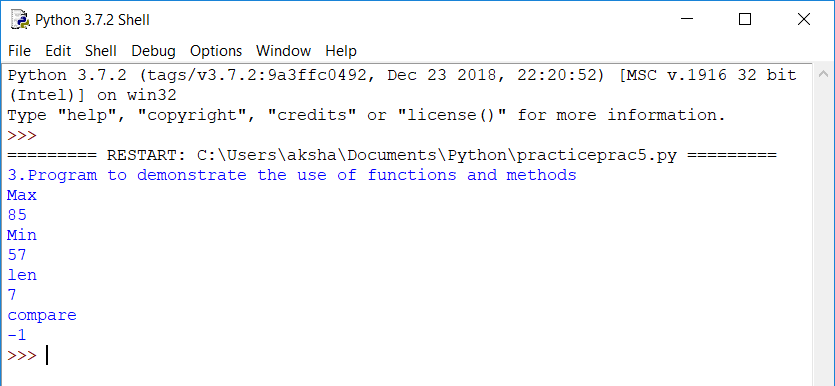 Python 3.7.2 Shell
File Edit Shell Debug Options Window Help
Python 3.7.2 (tags/v3.7.2:9a3ffc0492, Dec 23 2018, 22:20:52) [MSC v.1916 32 bit
(Intel)] on win32
Type "help", "copyright", "credits" or "license()" for more information.
>>>
========= RESTART: C:\Users\aksha\Documents\Python\practiceprac5.py =========
3.Program to demonstrate the use of functions and methods
Max
85
Min
57
len
7
compare
-1
>>>